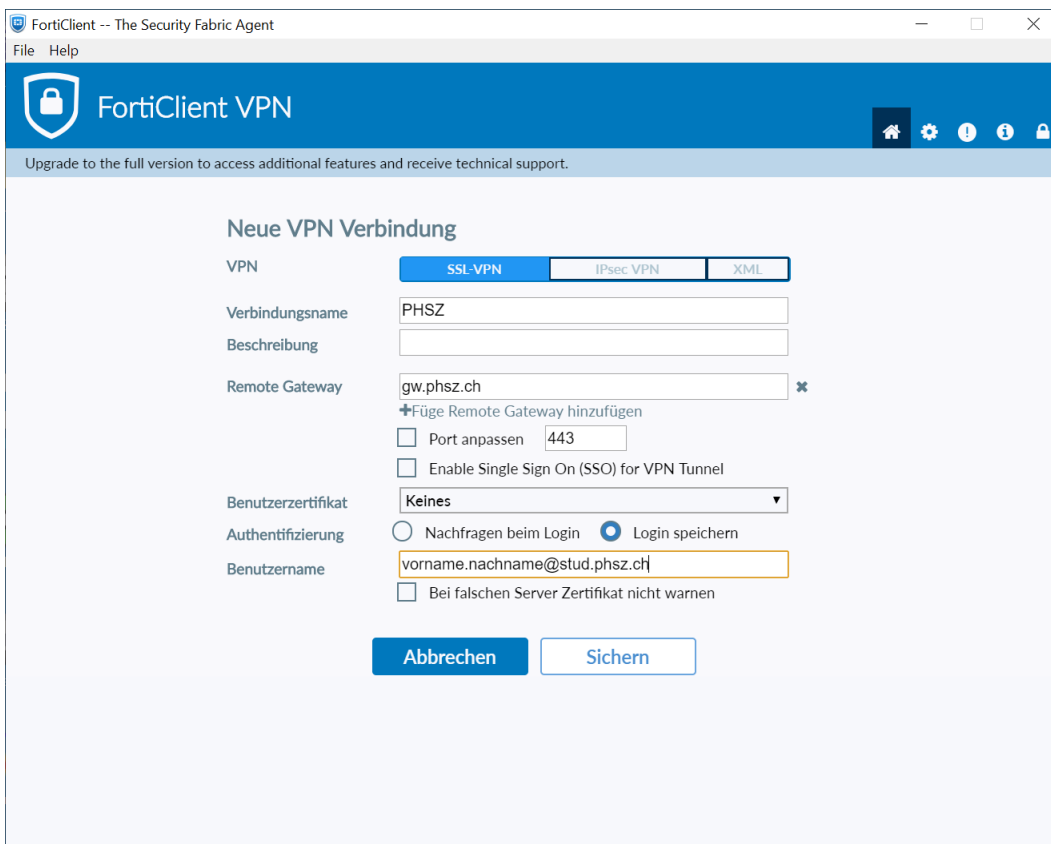 FortiClient -- The Security Fabric Agent
File Help
FortiClient VPN
Upgrade to the full version to access additional features and receive technical support.
Neue VPN Verbindung
VPN SSL-VPN IPsec VPN XML
Verbindungsname PHSZ
Beschreibung
Remote Gateway gw.phsz.ch
+Füge Remote Gateway hinzufügen
Port anpassen 443
Enable Single Sign On (SSO) for VPN Tunnel
Benutzerzertifikat Keines
Authentifizierung Nachfragen beim Login Login speichern
Benutzername vorname.nachname@stud.phsz.ch
Bei falschen Server Zertifikat nicht warnen
Abbrechen Sichern